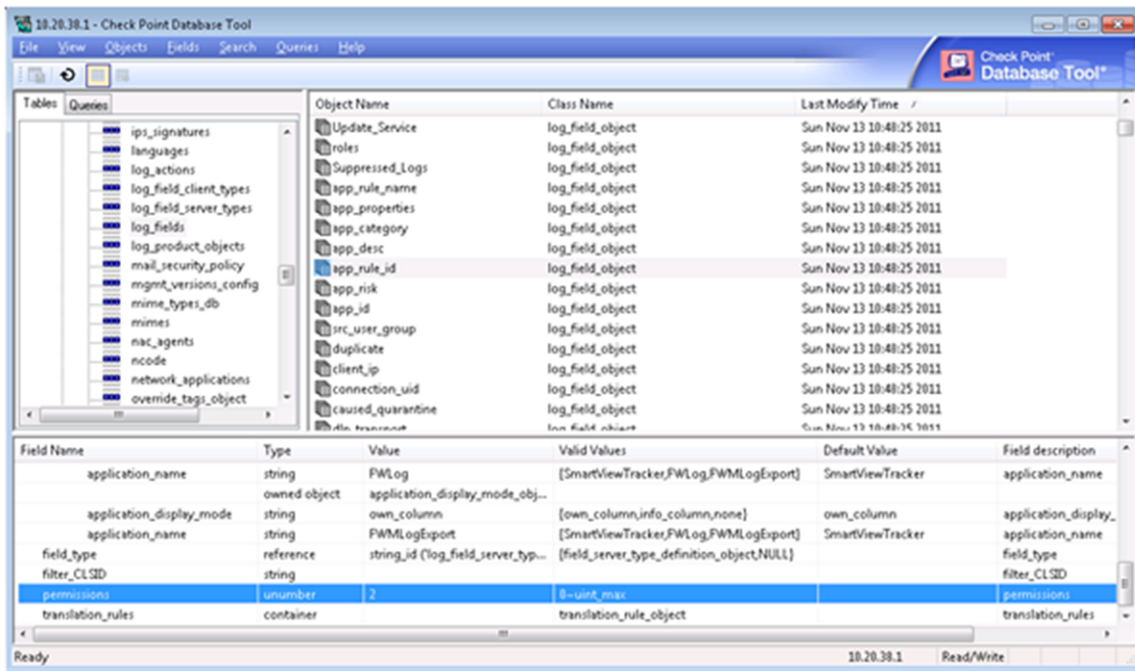 10.20.38.1 - Check Point Database Tool
File View Objects Fields Search Queries Help
Check Point
Database Tool
Tables Queries
ips_signatures
languages
log_actions
log_field_client_types
log_field_server_types
log_fields
log_product_objects
mail_security_policy
mgmt_versions_config
mime_types_db
mimes
nac_agents
ncode
network_applications
override_tags_object
Object Name Class Name Last Modify Time
Update_Service log_field_object Sun Nov 13 10:48:25 2011
roles log_field_object Sun Nov 13 10:48:25 2011
Suppressed_Logs log_field_object Sun Nov 13 10:48:25 2011
app_rule_name log_field_object Sun Nov 13 10:48:25 2011
app_properties log_field_object Sun Nov 13 10:48:25 2011
app_category log_field_object Sun Nov 13 10:48:25 2011
app_desc log_field_object Sun Nov 13 10:48:25 2011
app_rule_id log_field_object Sun Nov 13 10:48:25 2011
app_risk log_field_object Sun Nov 13 10:48:25 2011
app_id log_field_object Sun Nov 13 10:48:25 2011
src_user_group log_field_object Sun Nov 13 10:48:25 2011
duplicate log_field_object Sun Nov 13 10:48:25 2011
client_ip log_field_object Sun Nov 13 10:48:25 2011
connection_uid log_field_object Sun Nov 13 10:48:25 2011
caused_quarantine log_field_object Sun Nov 13 10:48:25 2011
dlp_transport log_field_object Sun Nov 13 10:48:25 2011
Field Name Type Value Valid Values Default Value Field description
application_name string FWLog {SmartViewTracker,FWLog,FWMLogExport} SmartViewTracker application_name
owned object application_display_mode_obj...
application_display_mode string own_column {own_column,info_column,none} own_column application_display_
application_name string FWMLogExport {SmartViewTracker,FWLog,FWMLogExport} SmartViewTracker application_name
field_type reference string_id ('log_field_server_typ... {field_server_type_definition_object,NULL} field_type
filter_CLSID string filter_CLSID
permissions unumber 2 0-uint_max permissions
translation_rules container translation_rule_object translation_rules
Ready 10.20.38.1 Read/Write